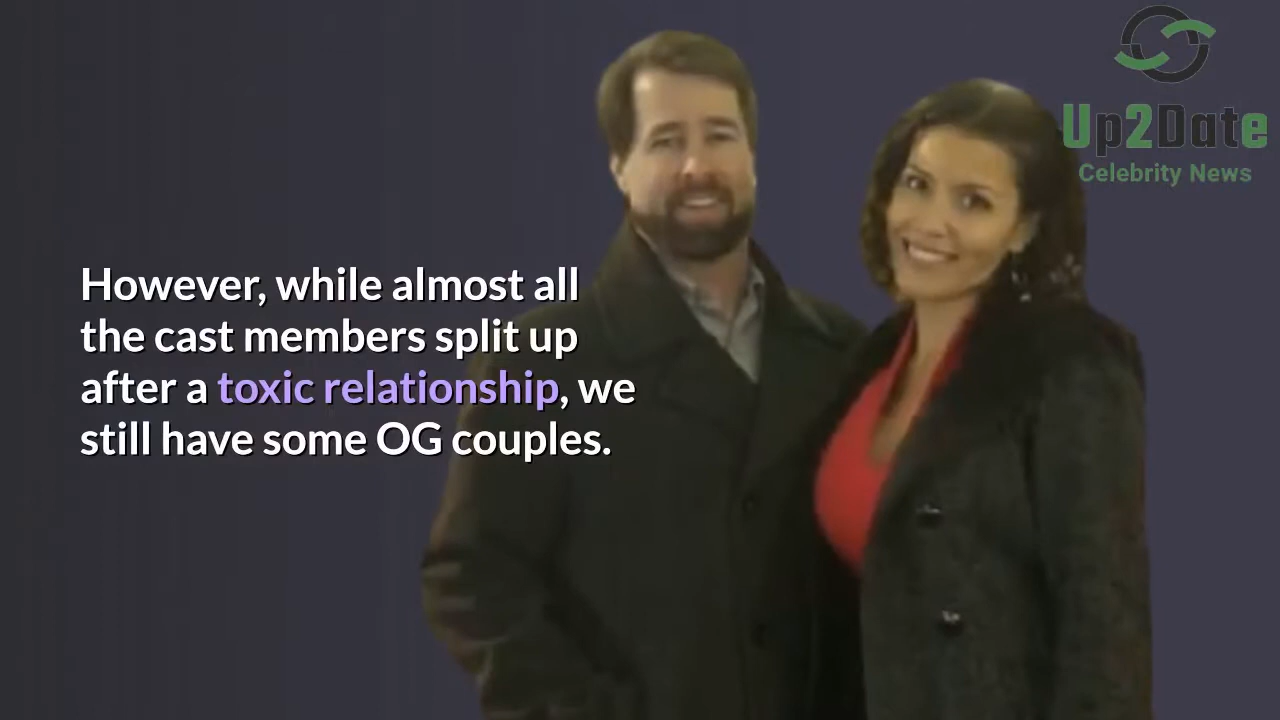 Up2Date
Celebrity News
However, while almost all
the cast members split up
after a toxic relationship, we
still have some OG couples.